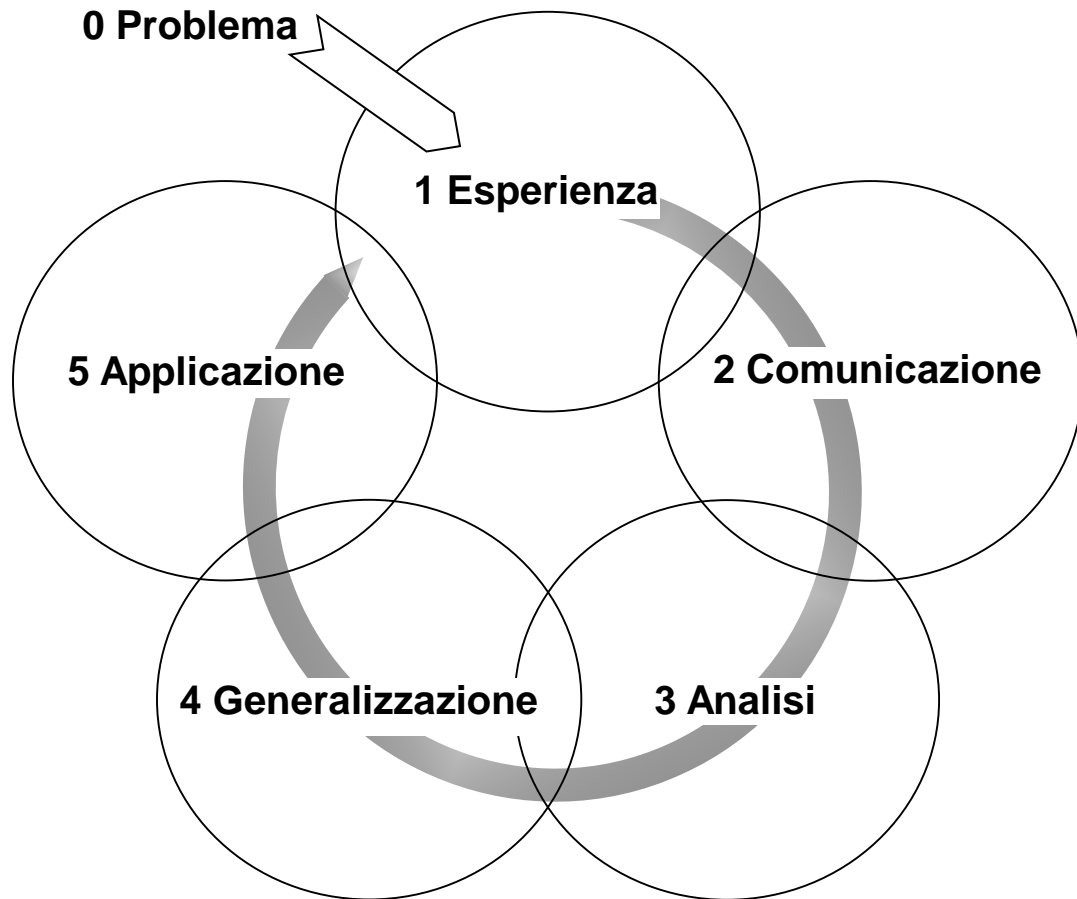 0 Problema
1 Esperienza
2 Comunicazione
3 Analisi
4 Generalizzazione
5 Applicazione